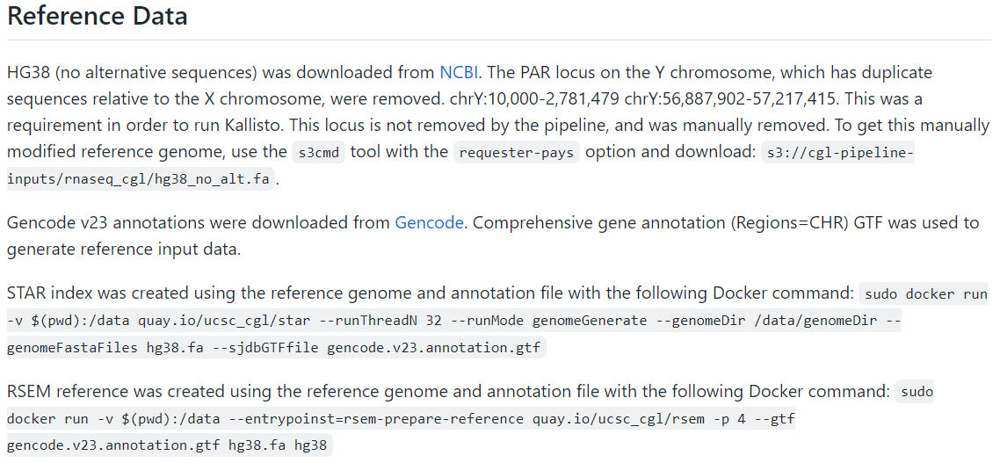 Reference Data
HG38 (no alternative sequences) was downloaded from NCBI. The PAR locus on the Y chromosome, which has duplicate
sequences relative to the X chromosome, were removed. chrY:10,000-2,781,479 chrY:56,887,902-57,217,415. This was a
requirement in order to run Kallisto. This locus is not removed by the pipeline, and was manually removed. To get this manually
modified reference genome, use the s3cmd tool with the requester-pays option and download: s3://cgl-pipeline-
inputs/rnaseq_cgl/hg38_no_alt.fa .
Gencode v23 annotations were downloaded from Gencode. Comprehensive gene annotation (Regions=CHR) GTF was used to
generate reference input data.
STAR index was created using the reference genome and annotation file with the following Docker command: sudo docker run
-v $(pwd):/data quay.io/ucsc_cgl/star --runThreadN 32 --runMode genomeGenerate --genomeDir /data/genomeDir --
genomeFastaFiles hg38.fa --sjdbGTFfile gencode.v23.annotation.gtf
RSEM reference was created using the reference genome and annotation file with the following Docker command: sudo
docker run -v $(pwd):/data --entrypoinst=rsem-prepare-reference quay.io/ucsc_cgl/rsem -p 4 --gtf
gencode.v23.annotation.gtf hg38.fa hg38